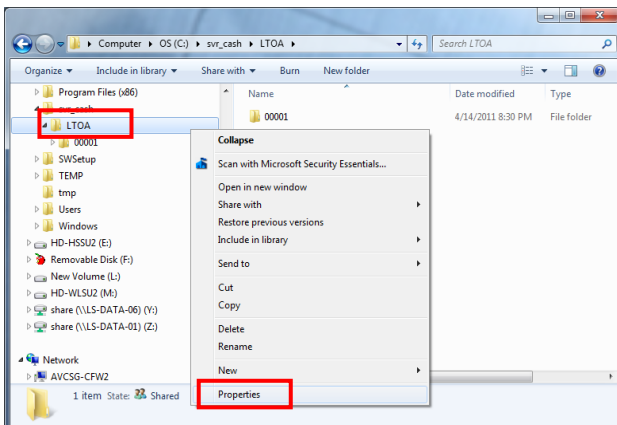 Computer ▸ OS (C:) ▸ svr_cash ▸ LTOA ▸
Search LTOA
Organize ▾ Include in library ▾ Share with ▾ Burn New folder
Program Files (x86)
svr_cash
LTOA
00001
SWSetup
TEMP
tmp
Users
Windows
HD-HSSU2 (E:)
Removable Disk (F:)
New Volume (L:)
HD-WLSU2 (M:)
share (\\LS-DATA-06) (Y:)
share (\\LS-DATA-01) (Z:)
Network
AVCSG-CFW2
Name Date modified Type
00001 4/14/2011 8:30 PM File folder
Collapse
Scan with Microsoft Security Essentials...
Open in new window
Share with
Restore previous versions
Include in library
Send to
Cut
Copy
Delete
Rename
New
Properties
1 item State: Shared